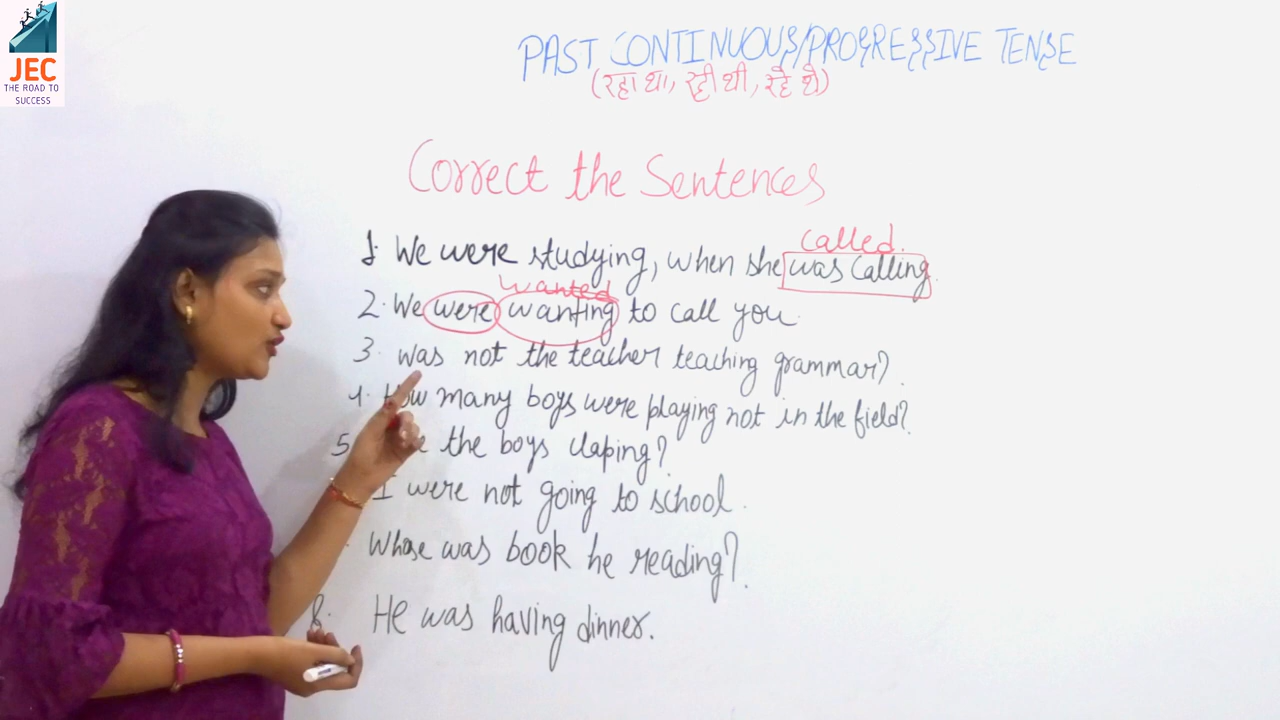 JEC
THE ROAD TO
SUCCESS
PAST CONTINUOUS/PROGRESSIVE TENSE
(रहा था, रही थी, रहे थे)
Correct the Sentences
called.
1. We were studying, when she was calling.
wanted
2. We were wanting to call you.
3. was not the teacher teaching grammar?
4. How many boys were playing not in the field?
5 the boys claping?
I were not going to school.
Whose was book he reading?
8. He was having dinner.